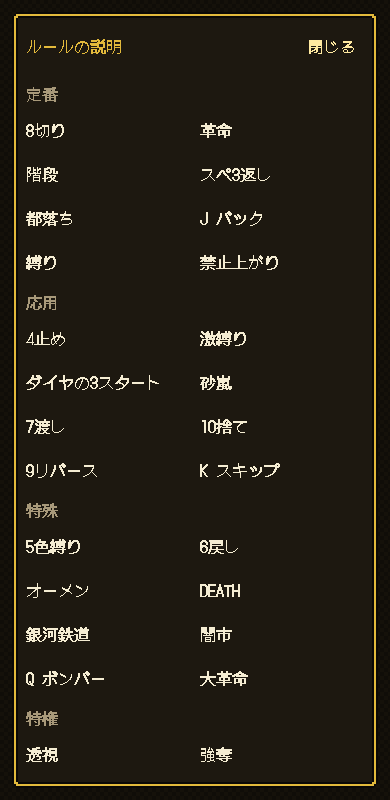 ルールの説明 閉じる
定番
8切り 革命
階段 スペ3返し
都落ち J バック
縛り 禁止上がり
応用
4止め 激縛り
ダイヤの3スタート 砂嵐
7渡し 10捨て
9リバース K スキップ
特殊
5色縛り 6戻し
オーメン DEATH
銀河鉄道 闇市
Q ボンバー 大革命
特権
透視 強奪